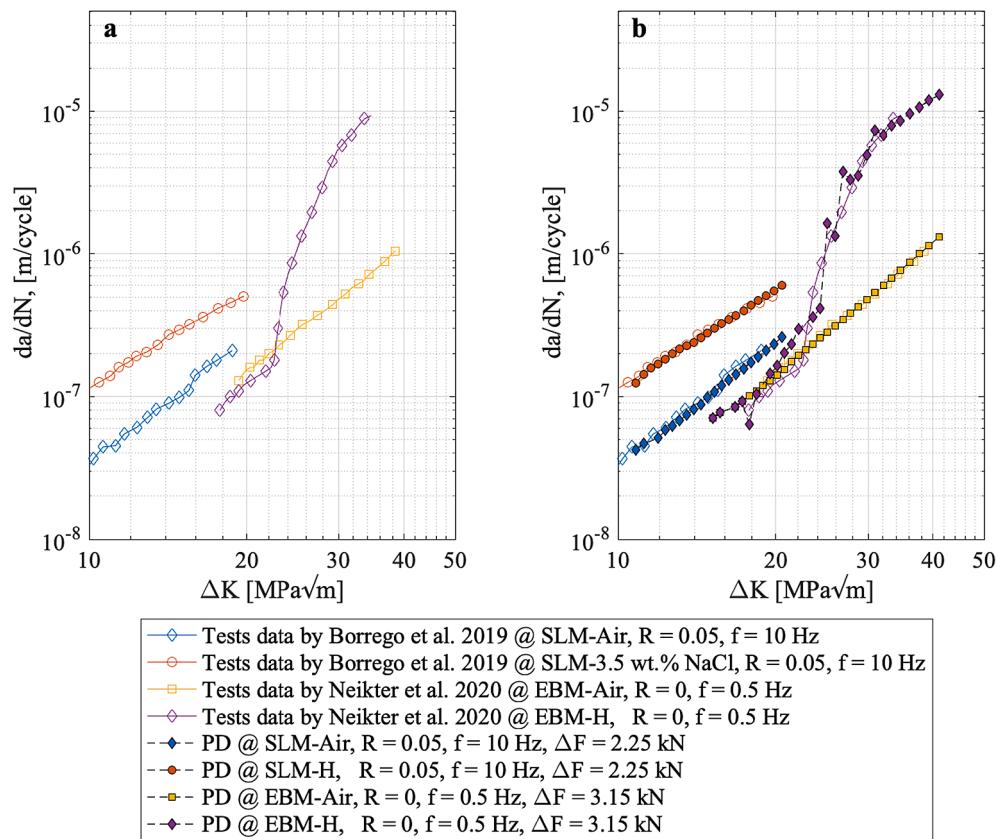 a
b
10^-5
10^-6
10^-7
10^-8
da/dN, [m/cycle]
10 20 30 40 50
ΔK [MPa√m]
10^-5
10^-6
10^-7
10^-8
da/dN, [m/cycle]
10 20 30 40 50
ΔK [MPa√m]
Tests data by Borrego et al. 2019 @ SLM-Air, R = 0.05, f = 10 Hz
Tests data by Borrego et al. 2019 @ SLM-3.5 wt.% NaCl, R = 0.05, f = 10 Hz
Tests data by Neikter et al. 2020 @ EBM-Air, R = 0, f = 0.5 Hz
Tests data by Neikter et al. 2020 @ EBM-H, R = 0, f = 0.5 Hz
PD @ SLM-Air, R = 0.05, f = 10 Hz, ΔF = 2.25 kN
PD @ SLM-H, R = 0.05, f = 10 Hz, ΔF = 2.25 kN
PD @ EBM-Air, R = 0, f = 0.5 Hz, ΔF = 3.15 kN
PD @ EBM-H, R = 0, f = 0.5 Hz, ΔF = 3.15 kN